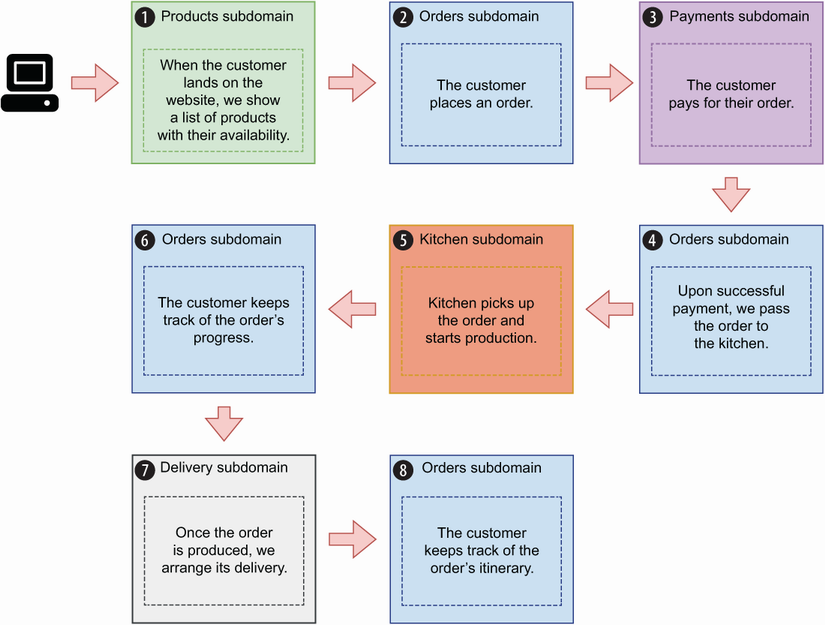 1 Products subdomain
When the customer
lands on the
website, we show
a list of products
with their availability.
2 Orders subdomain
The customer
places an order.
3 Payments subdomain
The customer
pays for their order.
4 Orders subdomain
Upon successful
payment, we pass
the order to
the kitchen.
5 Kitchen subdomain
Kitchen picks up
the order and
starts production.
6 Orders subdomain
The customer keeps
track of the order’s
progress.
7 Delivery subdomain
Once the order
is produced, we
arrange its delivery.
8 Orders subdomain
The customer
keeps track of the
order’s itinerary.